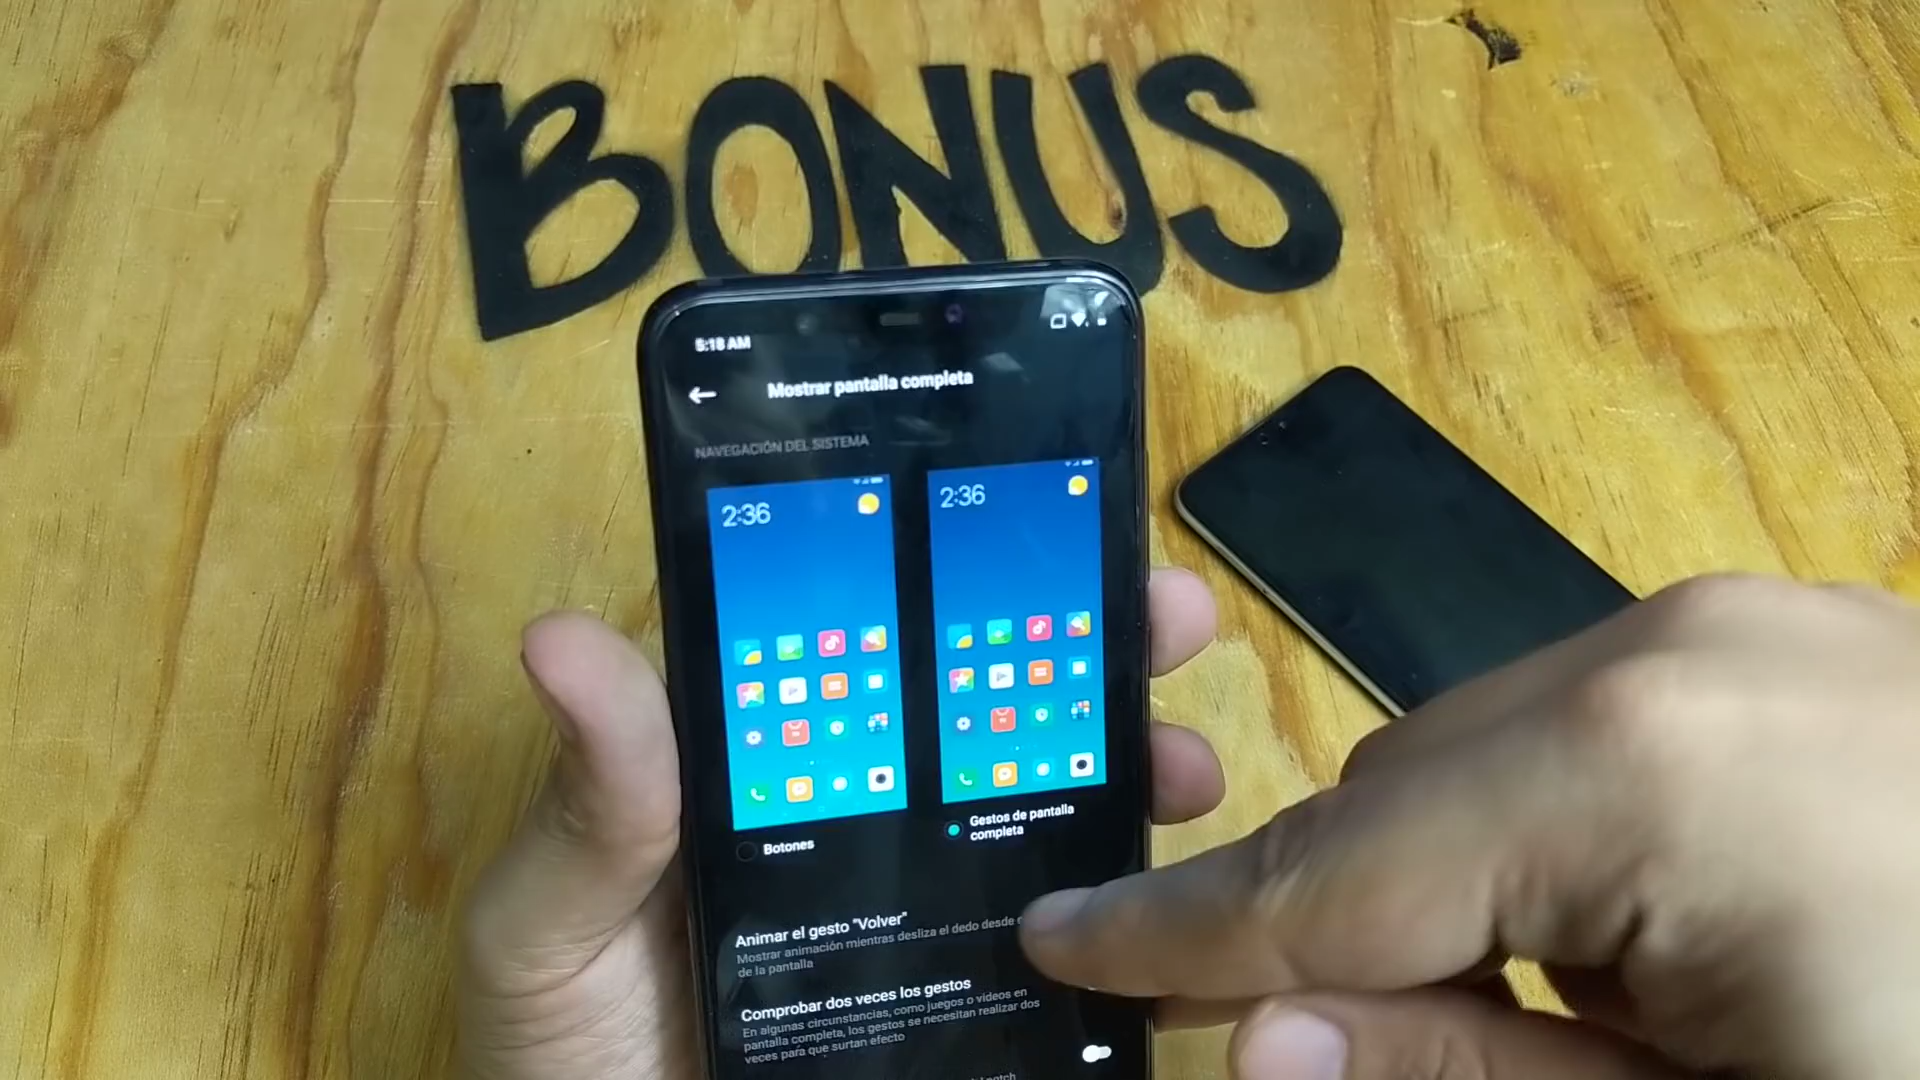 BONUS
5:18 AM
Mostrar pantalla completa
NAVEGACIÓN DEL SISTEMA
2:36
2:36
Botones
Gestos de pantalla
completa
Animar el gesto "Volver"
Mostrar animación mientras desliza el dedo desde
de la pantalla
Comprobar dos veces los gestos
En algunas circunstancias, como juegos o videos en
pantalla completa, los gestos se necesitan realizar dos
veces para que surtan efecto
notch